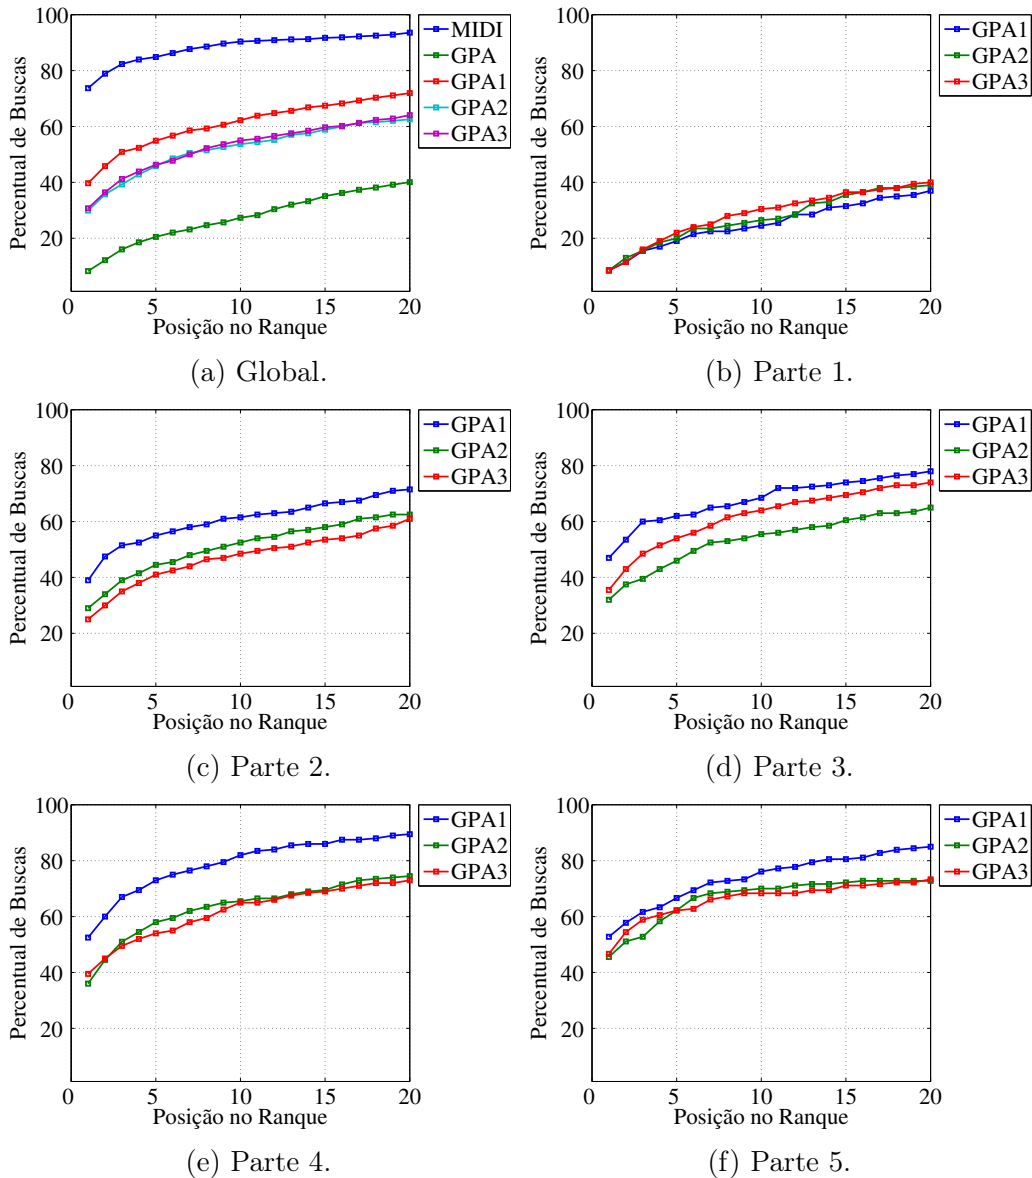 100
80
60
40
20
0
5
10
15
20
Percentual de Buscas
Posição no Ranque
MIDI
GPA
GPA1
GPA2
GPA3
(a) Global.
100
80
60
40
20
0
5
10
15
20
Percentual de Buscas
Posição no Ranque
GPA1
GPA2
GPA3
(b) Parte 1.
100
80
60
40
20
0
5
10
15
20
Percentual de Buscas
Posição no Ranque
GPA1
GPA2
GPA3
(c) Parte 2.
100
80
60
40
20
0
5
10
15
20
Percentual de Buscas
Posição no Ranque
GPA1
GPA2
GPA3
(d) Parte 3.
100
80
60
40
20
0
5
10
15
20
Percentual de Buscas
Posição no Ranque
GPA1
GPA2
GPA3
(e) Parte 4.
100
80
60
40
20
0
5
10
15
20
Percentual de Buscas
Posição no Ranque
GPA1
GPA2
GPA3
(f) Parte 5.